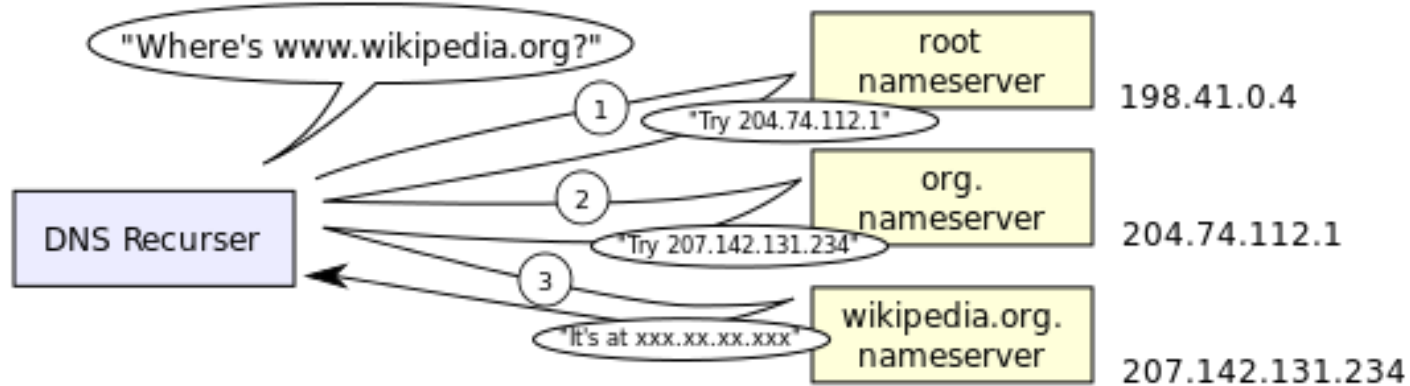 "Where's www.wikipedia.org?"
1
"Try 204.74.112.1"
root
nameserver
198.41.0.4
DNS Recurser
2
"Try 207.142.131.234"
org.
nameserver
204.74.112.1
3
"It's at xxx.xx.xx.xxx"
wikipedia.org.
nameserver
207.142.131.234